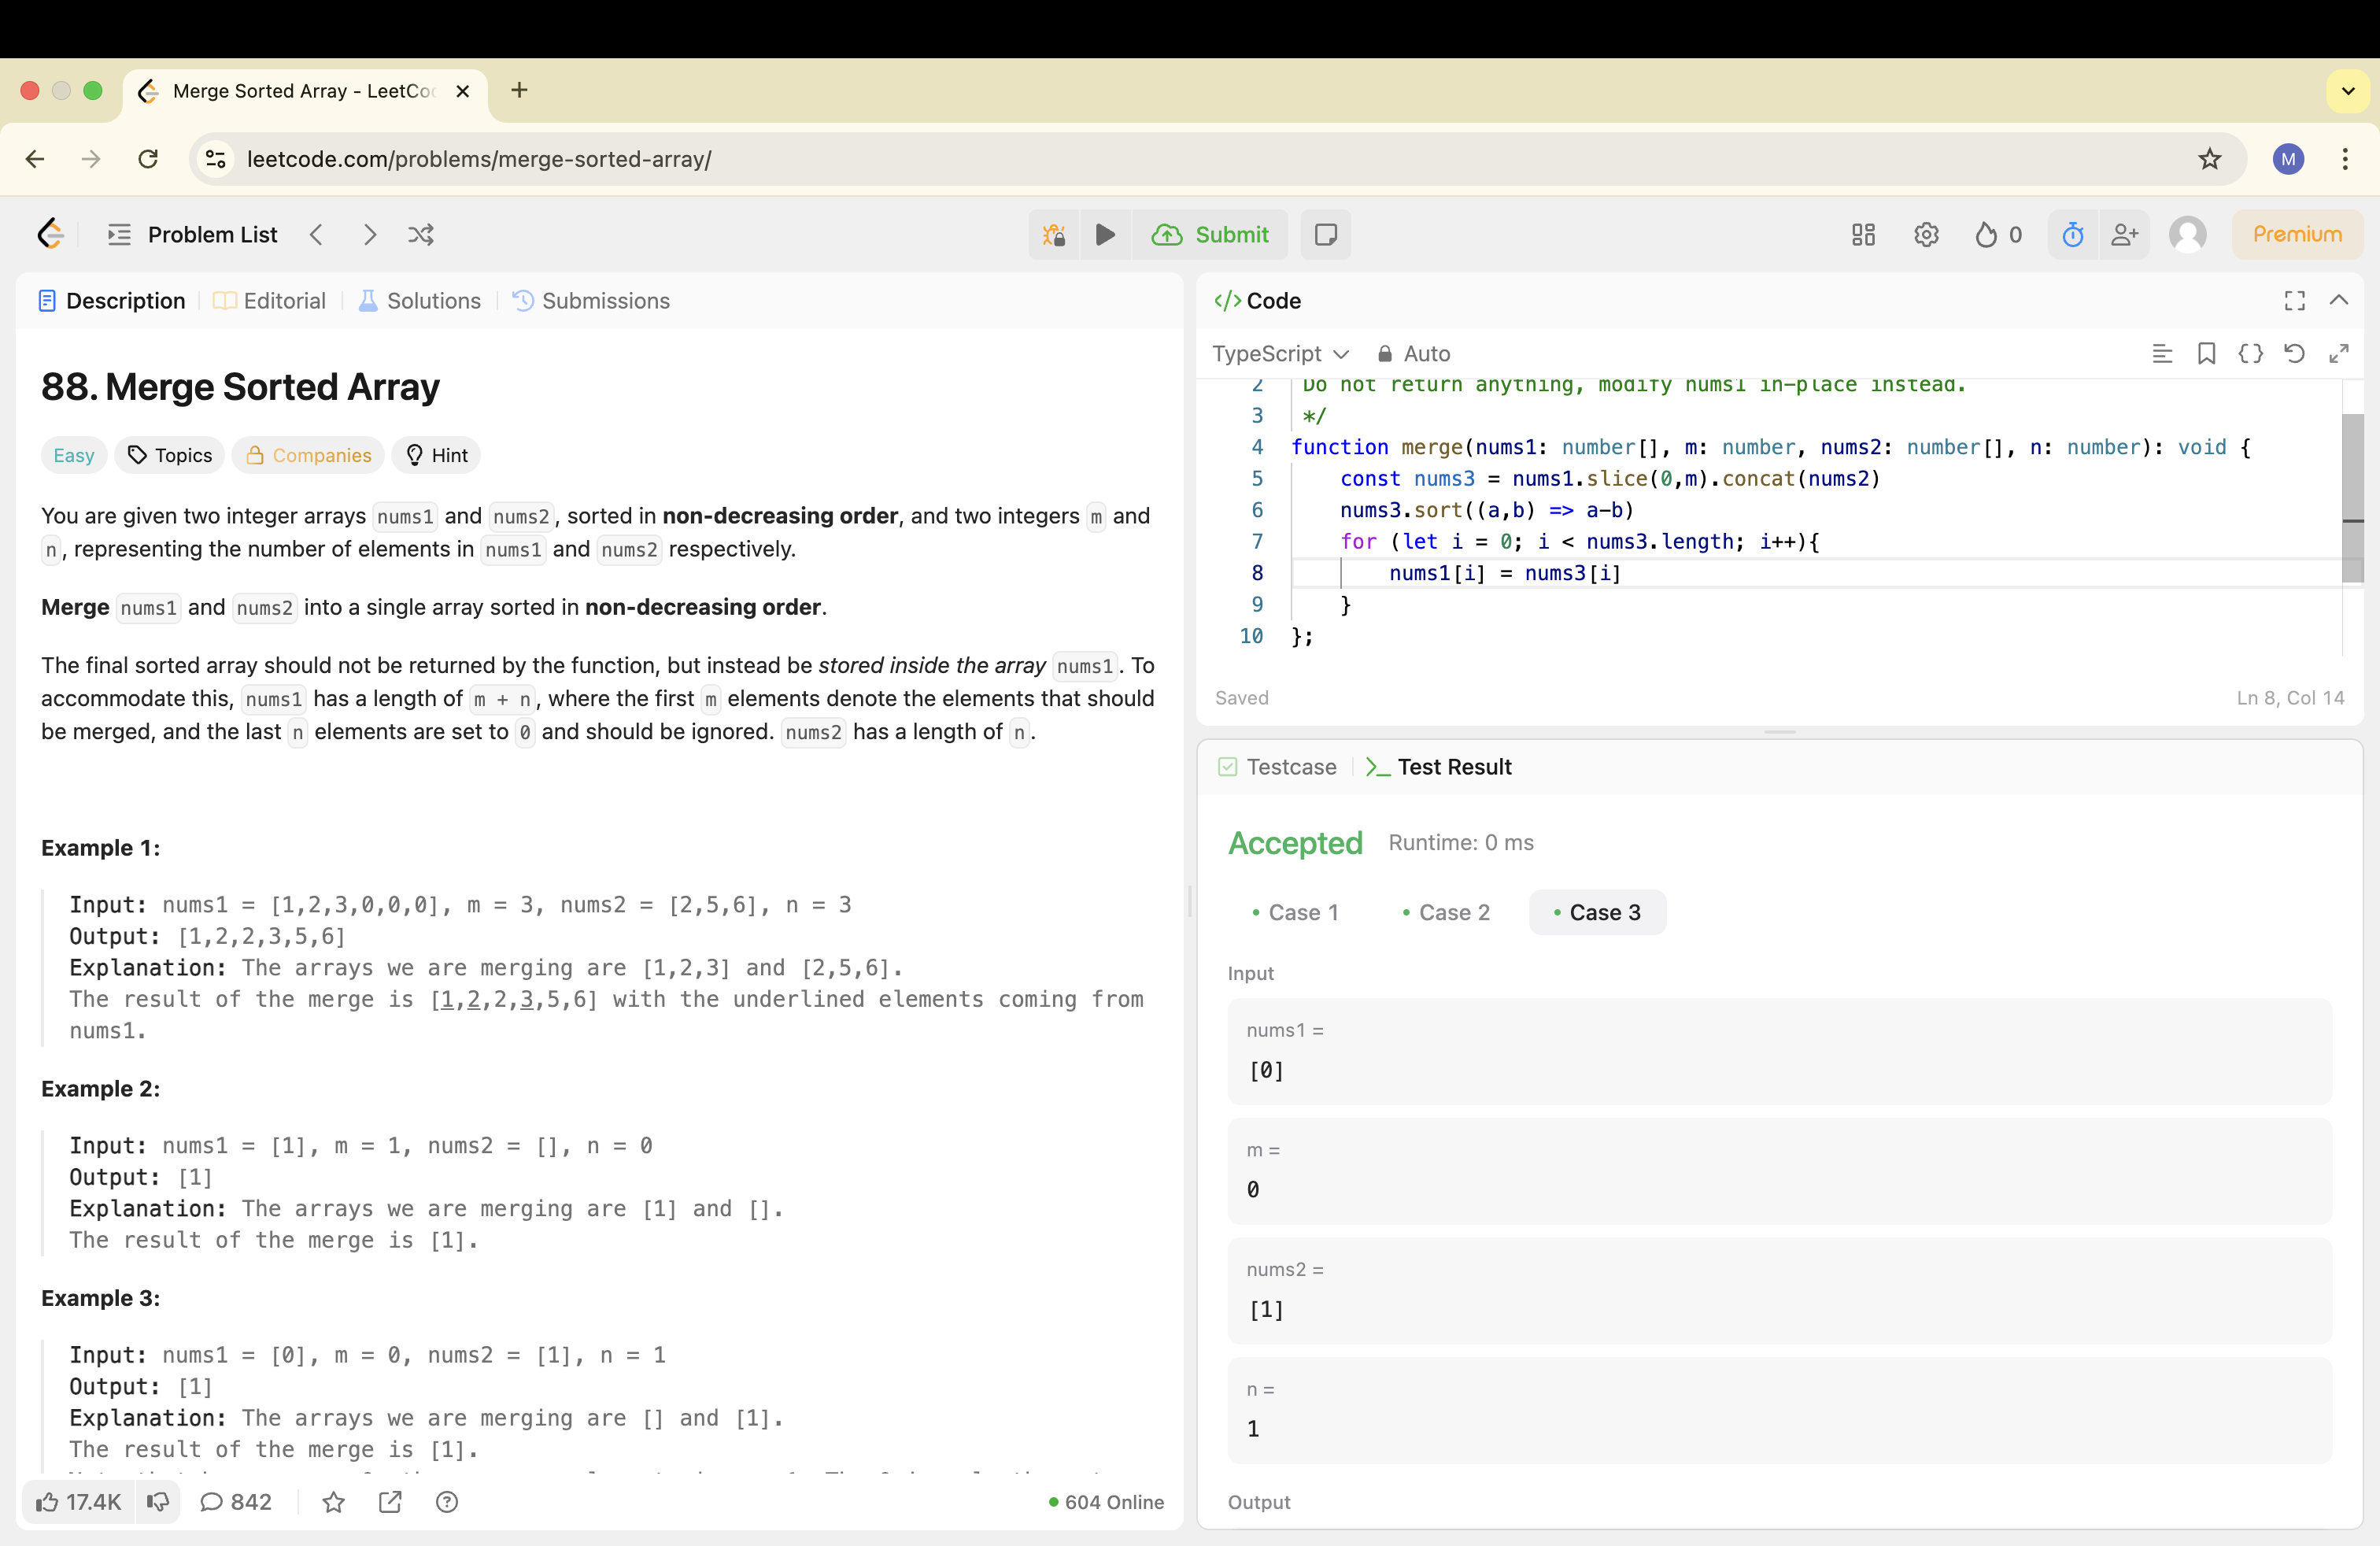 Merge Sorted Array - LeetCo
leetcode.com/problems/merge-sorted-array/
M
Problem List
Submit
0
Premium
Description
Editorial
Solutions
Submissions
88. Merge Sorted Array
Easy
Topics
Companies
Hint
You are given two integer arrays nums1 and nums2, sorted in non-decreasing order, and two integers m and
n, representing the number of elements in nums1 and nums2 respectively.
Merge nums1 and nums2 into a single array sorted in non-decreasing order.
The final sorted array should not be returned by the function, but instead be stored inside the array nums1. To
accommodate this, nums1 has a length of m + n, where the first m elements denote the elements that should
be merged, and the last n elements are set to 0 and should be ignored. nums2 has a length of n.
Example 1:
Input: nums1 = [1,2,3,0,0,0], m = 3, nums2 = [2,5,6], n = 3
Output: [1,2,2,3,5,6]
Explanation: The arrays we are merging are [1,2,3] and [2,5,6].
The result of the merge is [1,2,2,3,5,6] with the underlined elements coming from
nums1.
Example 2:
Input: nums1 = [1], m = 1, nums2 = [], n = 0
Output: [1]
Explanation: The arrays we are merging are [1] and [].
The result of the merge is [1].
Example 3:
Input: nums1 = [0], m = 0, nums2 = [1], n = 1
Output: [1]
Explanation: The arrays we are merging are [] and [1].
The result of the merge is [1].
17.4K
842
604 Online
Code
TypeScript
Auto
2 Do not return anything, modify nums1 in-place instead.
3 */
4 function merge(nums1: number[], m: number, nums2: number[], n: number): void {
5 const nums3 = nums1.slice(0,m).concat(nums2)
6 nums3.sort((a,b) => a-b)
7 for (let i = 0; i < nums3.length; i++){
8 nums1[i] = nums3[i]
9 }
10 };
Saved
Ln 8, Col 14
Testcase
Test Result
Accepted
Runtime: 0 ms
Case 1
Case 2
Case 3
Input
nums1 =
[0]
m =
0
nums2 =
[1]
n =
1
Output